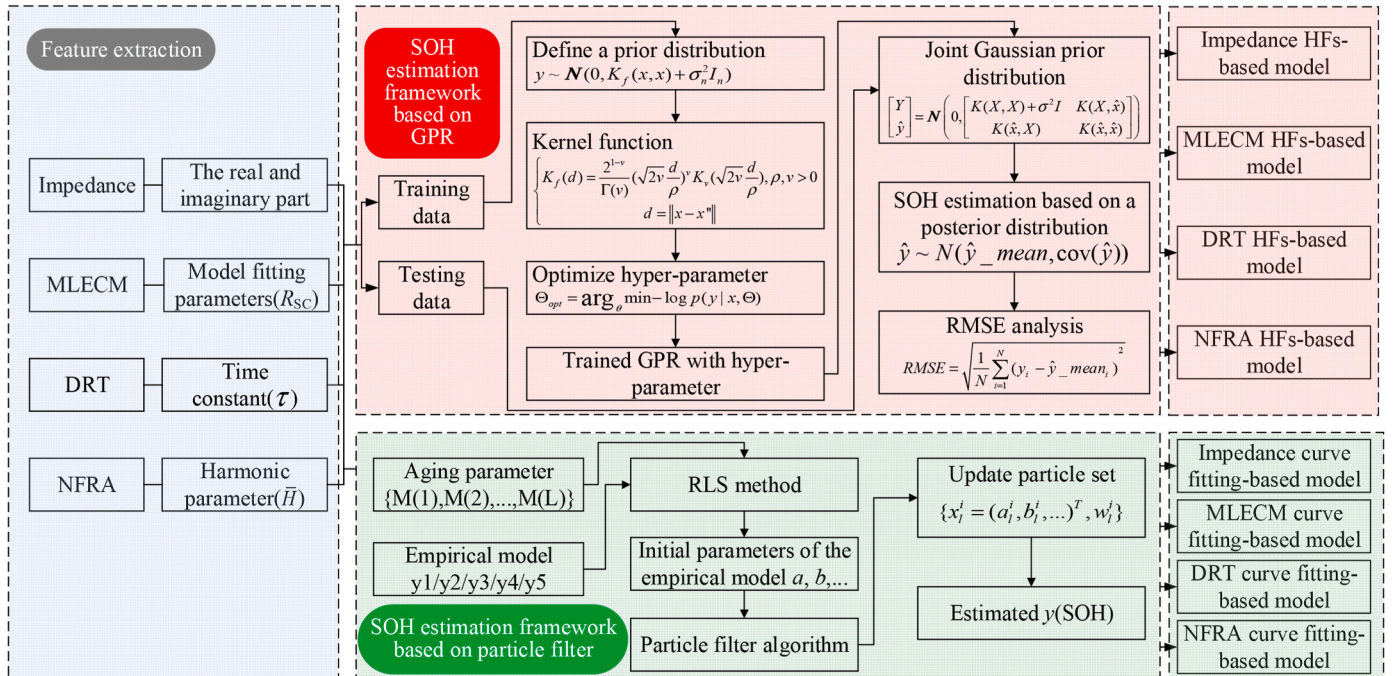 Feature extraction
Impedance
The real and
imaginary part
MLECM
Model fitting
parameters(R_SC)
DRT
Time
constant(τ)
NFRA
Harmonic
parameter(H̄)
SOH
estimation
framework
based on
GPR
Training
data
Testing
data
Define a prior distribution
y ~ N(0, K_f(x,x) + σ_n^2 I_n)
Kernel function
{ K_f(d) = 2^{1-v}/Γ(v) (√2v d/ρ)^v K_v(√2v d/ρ), ρ, v > 0
d = ||x − x''||
Optimize hyper-parameter
Θ_opt = arg_θ min − log p(y | x, Θ)
Trained GPR with hyper-
parameter
Joint Gaussian prior
distribution
[Y ŷ] = N(0, [K(X,X)+σ²I K(X,x̂) K(x̂,X) K(x̂,x̂)])
SOH estimation based on a
posterior distribution
ŷ ~ N(ŷ_mean, cov(ŷ))
RMSE analysis
RMSE = √(1/N ∑_{i=1}^N (y_i − ŷ_mean_i)^2)
Impedance HFs-
based model
MLECM HFs-based
model
DRT HFs-based
model
NFRA HFs-based
model
Aging parameter
{M(1),M(2),...,M(L)}
Empirical model
y1/y2/y3/y4/y5
SOH estimation framework
based on particle filter
RLS method
Initial parameters of the
empirical model a, b,...
Particle filter algorithm
Update particle set
{x_l^i = (a_l^i, b_l^i, ...)^T, w_l^i}
Estimated y(SOH)
Impedance curve
fitting-based model
MLECM curve
fitting-based model
DRT curve fitting-
based model
NFRA curve fitting-
based model